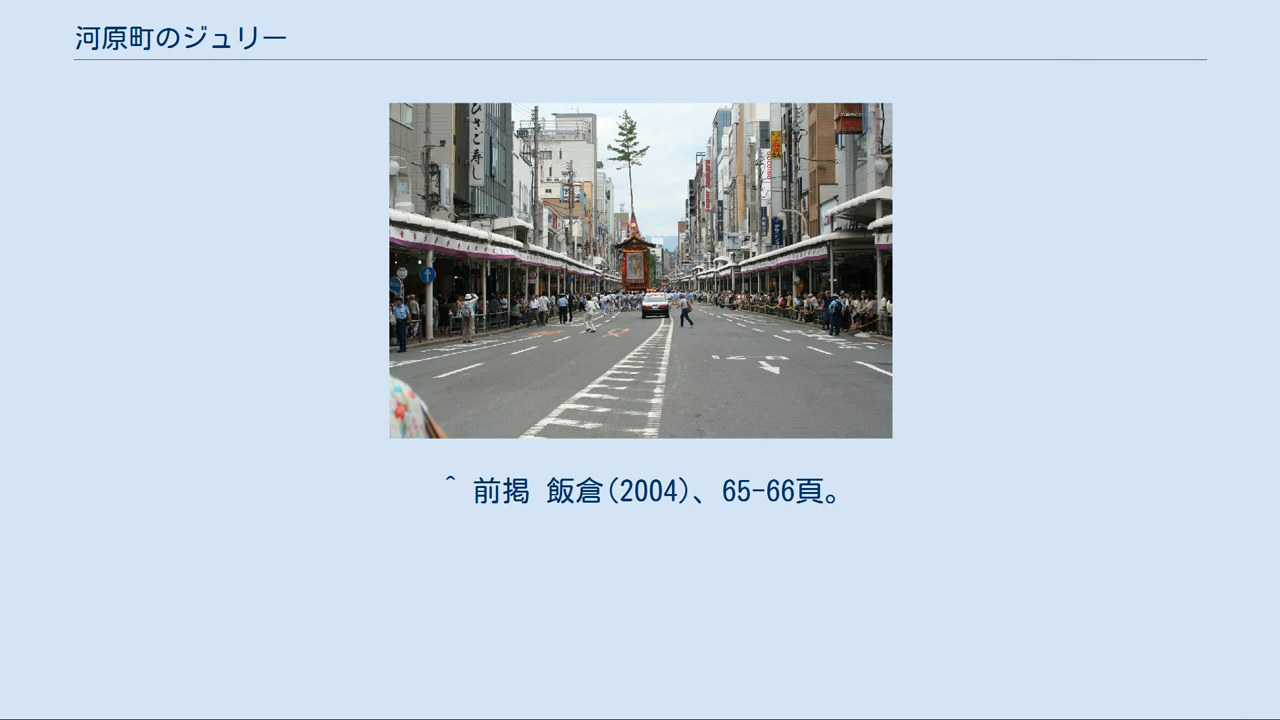 河原町のジュリー
ひさご寿し
namco
^ 前掲 飯倉(2004)、65-66頁。